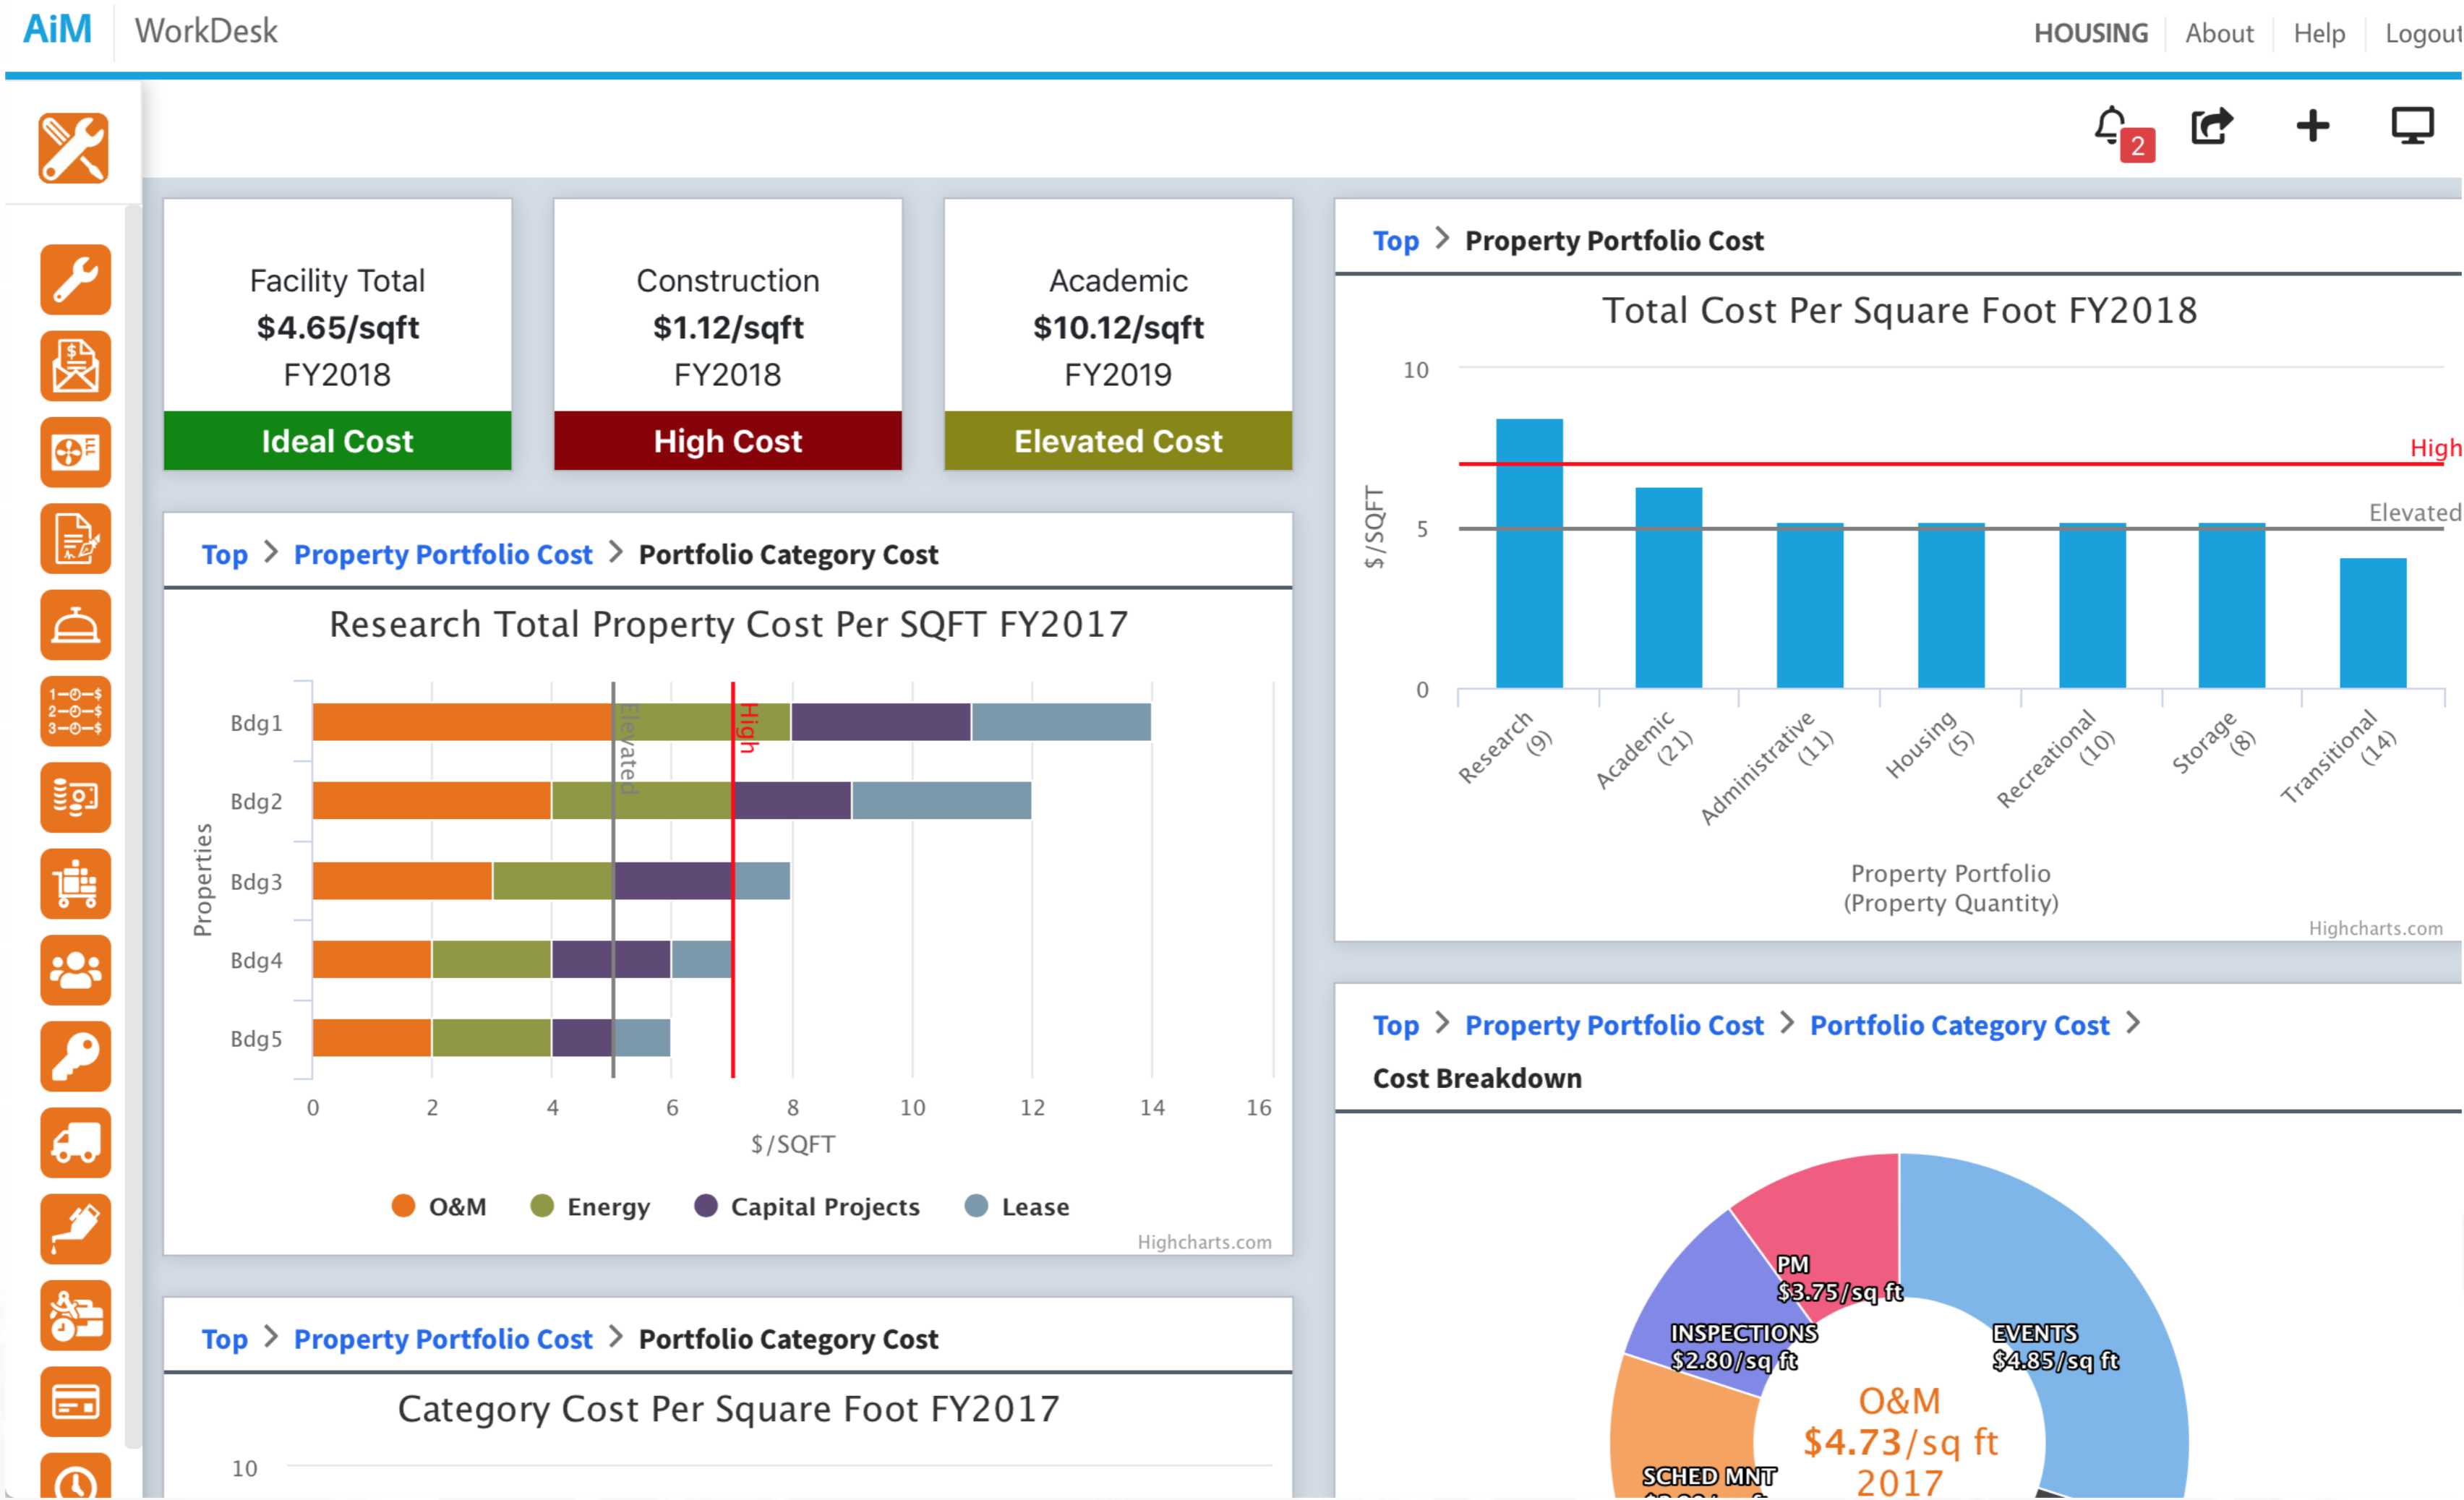 AiM WorkDesk
HOUSING About Help Logout
2
Facility Total
$4.65/sqft
FY2018
Ideal Cost
Construction
$1.12/sqft
FY2018
High Cost
Academic
$10.12/sqft
FY2019
Elevated Cost
Top > Property Portfolio Cost > Portfolio Category Cost
Research Total Property Cost Per SQFT FY2017
Properties
Bdg1
Bdg2
Bdg3
Bdg4
Bdg5
Elevated
High
0 2 4 6 8 10 12 14 16
$/SQFT
O&M Energy Capital Projects Lease
Highcharts.com
Top > Property Portfolio Cost > Portfolio Category Cost
Category Cost Per Square Foot FY2017
10
Top > Property Portfolio Cost
Total Cost Per Square Foot FY2018
10
5
0
$/SQFT
High
Elevated
Research
(9)
Academic
(21)
Administrative
(11)
Housing
(5)
Recreational
(10)
Storage
(8)
Transitional
(14)
Property Portfolio
(Property Quantity)
Highcharts.com
Top > Property Portfolio Cost > Portfolio Category Cost >
Cost Breakdown
PM
$3.75/sq ft
INSPECTIONS
$2.80/sq ft
EVENTS
$4.85/sq ft
O&M
$4.73/sq ft
2017
SCHED MNT